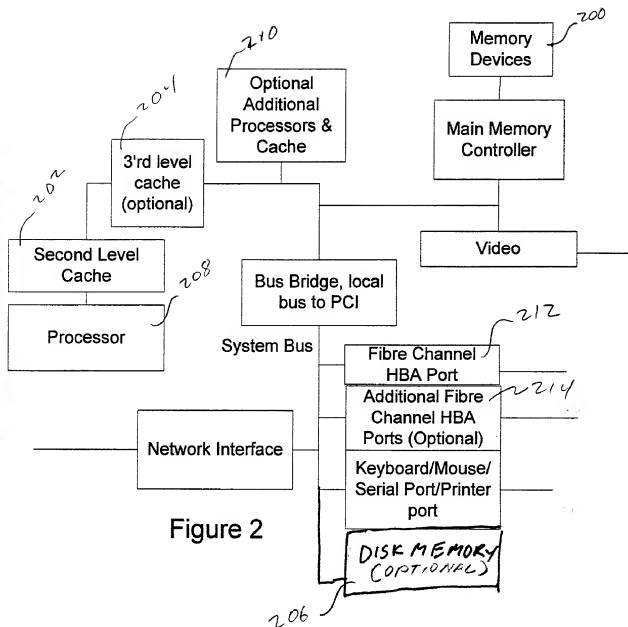 210
200
Memory
Devices
Optional
Additional
Processors &
Cache
204
3'rd level
cache
(optional)
Main Memory
Controller
202
Second Level
Cache
208
Processor
Video
Bus Bridge, local
bus to PCI
System Bus
212
Fibre Channel
HBA Port
214
Additional Fibre
Channel HBA
Ports (Optional)
Network Interface
Keyboard/Mouse/
Serial Port/Printer
port
Figure 2
DISK MEMORY
(OPTIONAL)
206